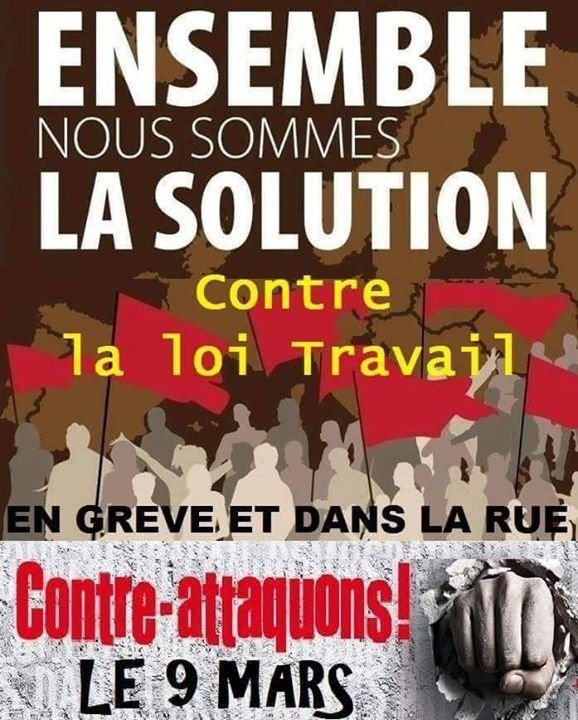 ENSEMBLE
NOUS SOMMES
LA SOLUTION
Contre
la loi Travail
EN GREVE ET DANS LA RUE
Contre-attaquons!
LE 9 MARS